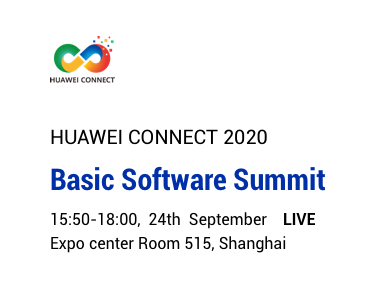 HUAWEI CONNECT
HUAWEI CONNECT 2020
Basic Software Summit
15:50-18:00, 24th September LIVE
Expo center Room 515, Shanghai